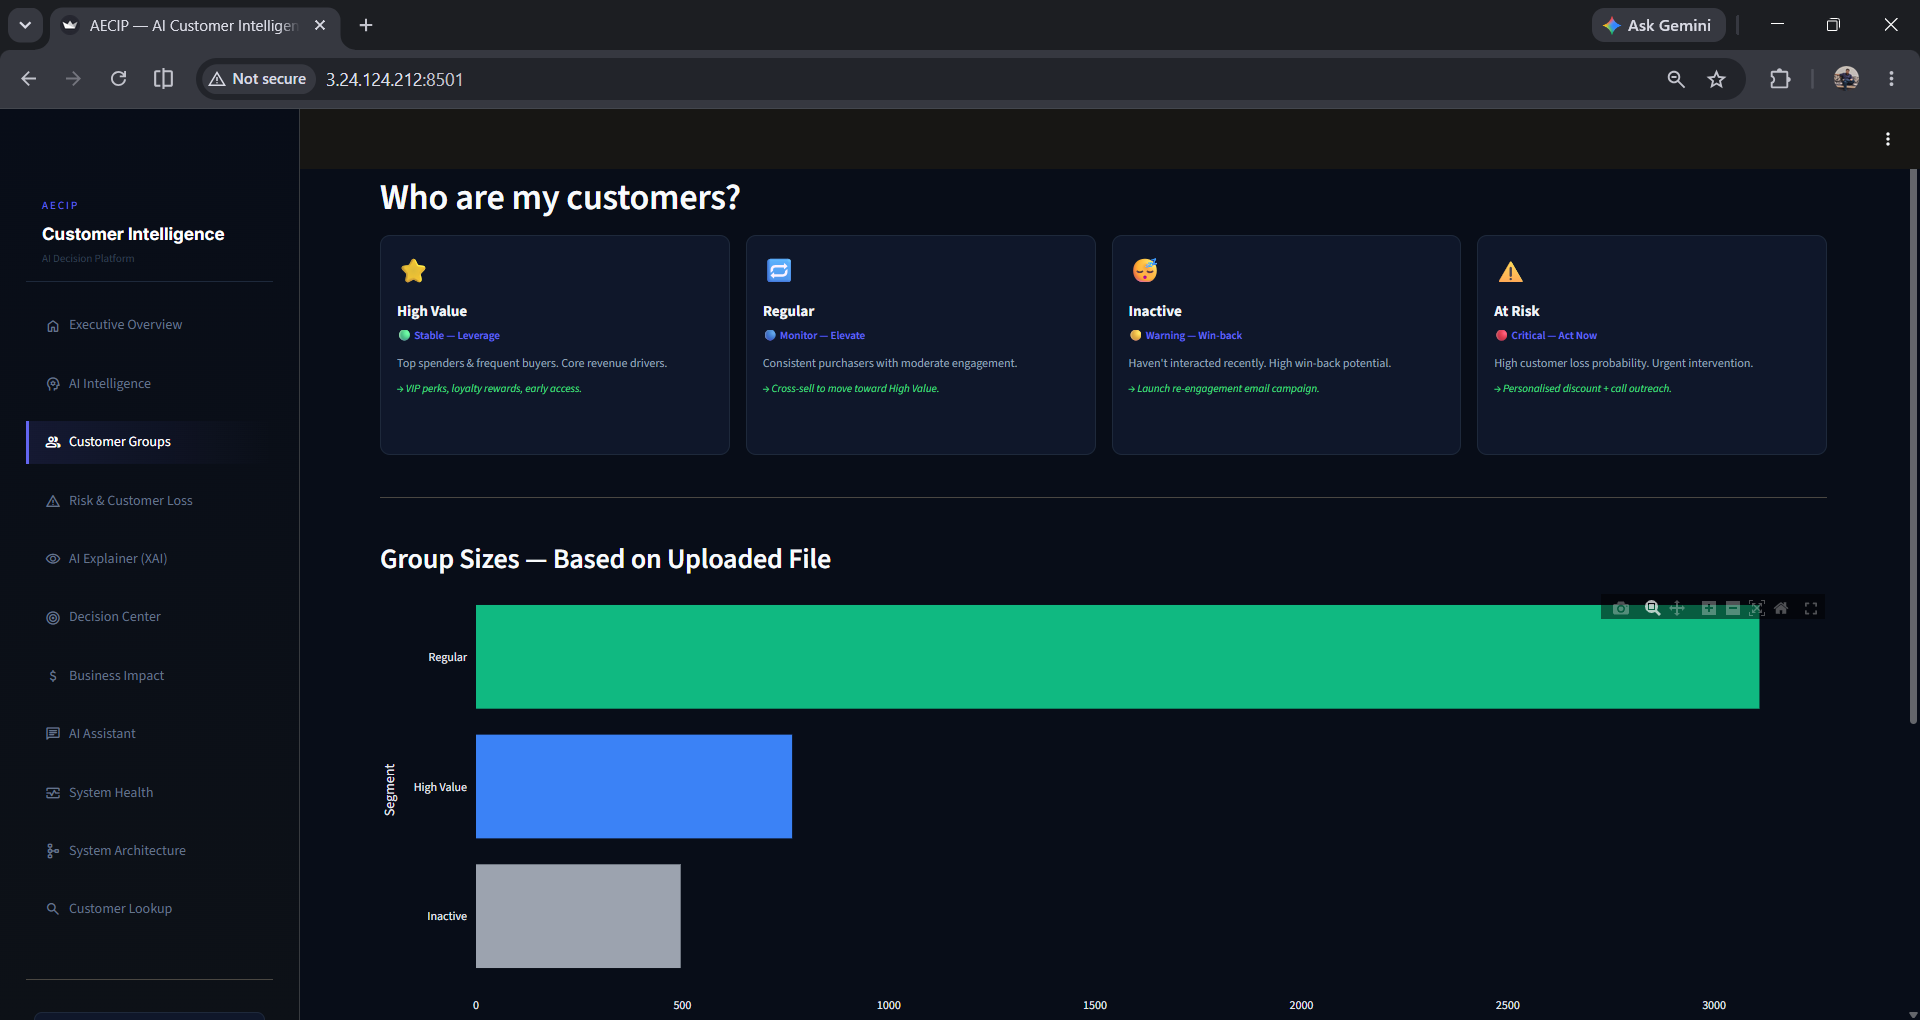 AECIP — AI Customer Intelligen
Ask Gemini
Not secure
3.24.124.212:8501
AECIP
Customer Intelligence
AI Decision Platform
Executive Overview
AI Intelligence
Customer Groups
Risk & Customer Loss
AI Explainer (XAI)
Decision Center
Business Impact
AI Assistant
System Health
System Architecture
Customer Lookup
Who are my customers?
High Value
Stable — Leverage
Top spenders & frequent buyers. Core revenue drivers.
→ VIP perks, loyalty rewards, early access.
Regular
Monitor — Elevate
Consistent purchasers with moderate engagement.
→ Cross-sell to move toward High Value.
Inactive
Warning — Win-back
Haven't interacted recently. High win-back potential.
→ Launch re-engagement email campaign.
At Risk
Critical — Act Now
High customer loss probability. Urgent intervention.
→ Personalised discount + call outreach.
Group Sizes — Based on Uploaded File
Segment
Regular
High Value
Inactive
0 500 1000 1500 2000 2500 3000